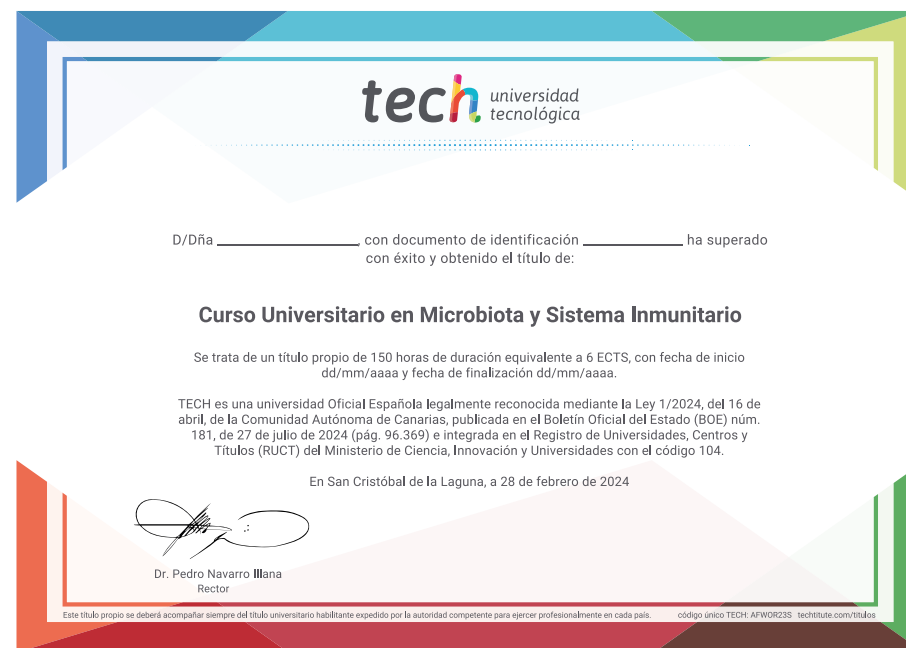 tech universidad
tecnológica
D/Dña ____________________, con documento de identificación ______________ ha superado
con éxito y obtenido el título de:
Curso Universitario en Microbiota y Sistema Inmunitario
Se trata de un título propio de 150 horas de duración equivalente a 6 ECTS, con fecha de inicio
dd/mm/aaaa y fecha de finalización dd/mm/aaaa.
TECH es una universidad Oficial Española legalmente reconocida mediante la Ley 1/2024, del 16 de
abril, de la Comunidad Autónoma de Canarias, publicada en el Boletín Oficial del Estado (BOE) núm.
181, de 27 de julio de 2024 (pág. 96.369) e integrada en el Registro de Universidades, Centros y
Títulos (RUCT) del Ministerio de Ciencia, Innovación y Universidades con el código 104.
En San Cristóbal de la Laguna, a 28 de febrero de 2024
Dr. Pedro Navarro Illana
Rector
Este título propio se deberá acompañar siempre del título universitario habilitante expedido por la autoridad competente para ejercer profesionalmente en cada país. código único TECH: AFWOR23S techtitute.com/titulos